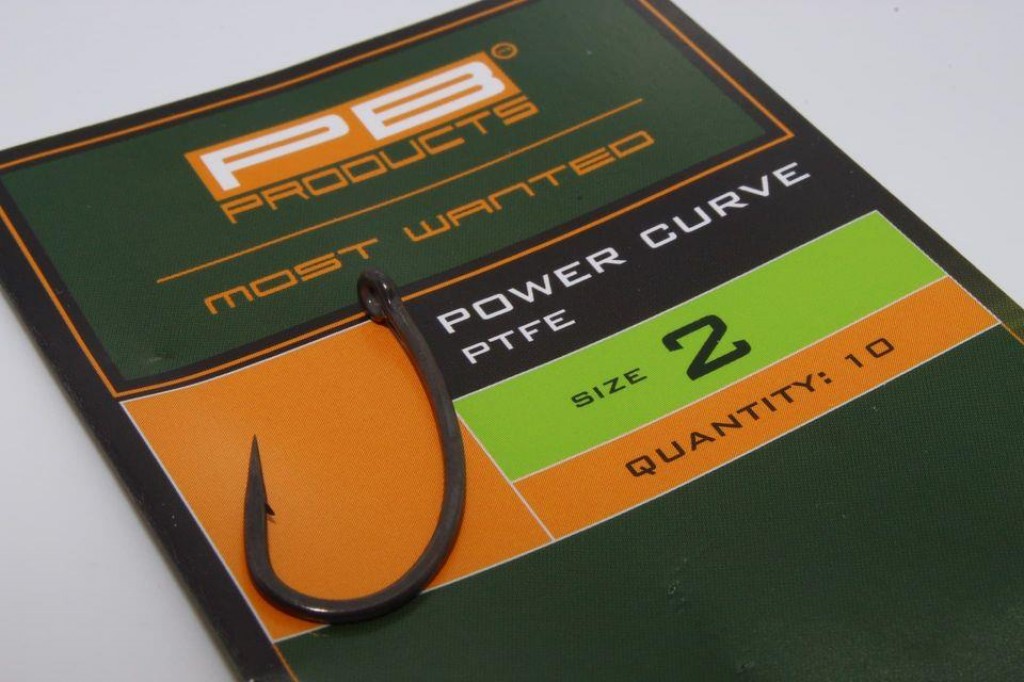 PB
PRODUCTS
MOST WANTED
POWER CURVE
PTFE
SIZE 2
QUANTITY: 10